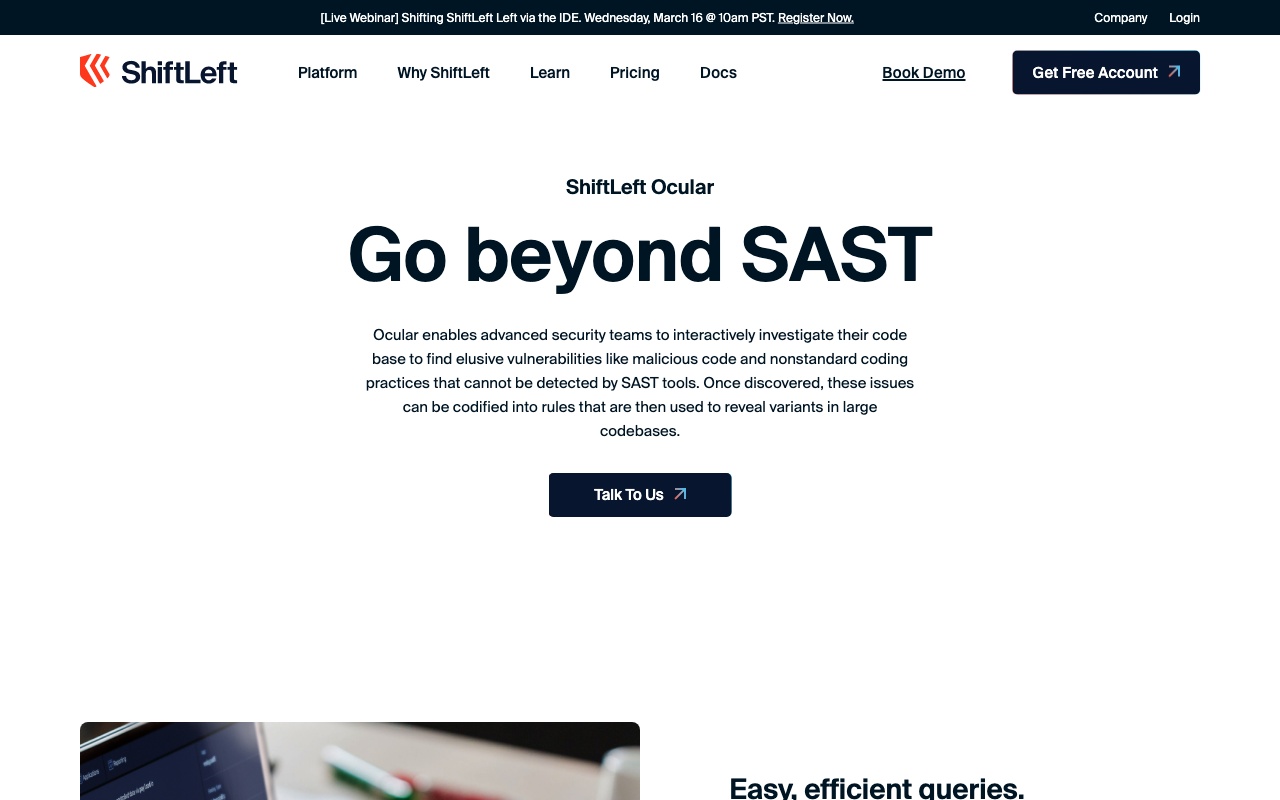 [Live Webinar] Shifting ShiftLeft Left via the IDE. Wednesday, March 16 @ 10am PST. Register Now.
Company
Login
ShiftLeft
Platform
Why ShiftLeft
Learn
Pricing
Docs
Book Demo
Get Free Account
ShiftLeft Ocular
Go beyond SAST
Ocular enables advanced security teams to interactively investigate their code
base to find elusive vulnerabilities like malicious code and nonstandard coding
practices that cannot be detected by SAST tools. Once discovered, these issues
can be codified into rules that are then used to reveal variants in large
codebases.
Talk To Us
Easy, efficient queries.